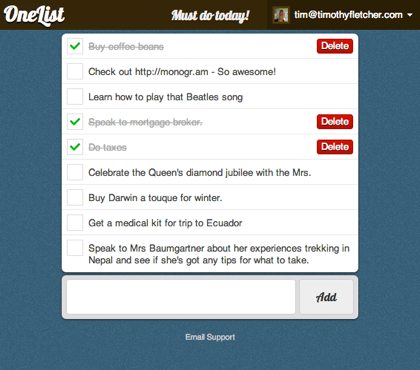 OneList
Must do today!
tim@timothyfletcher.com
Buy coffee beans
Delete
Check out http://monogr.am - So awesome!
Learn how to play that Beatles song
Speak to mortgage broker.
Delete
Do taxes
Delete
Celebrate the Queen's diamond jubilee with the Mrs.
Buy Darwin a touque for winter.
Get a medical kit for trip to Ecuador
Speak to Mrs Baumgartner about her experiences trekking in
Nepal and see if she's got any tips for what to take.
Add
Email Support